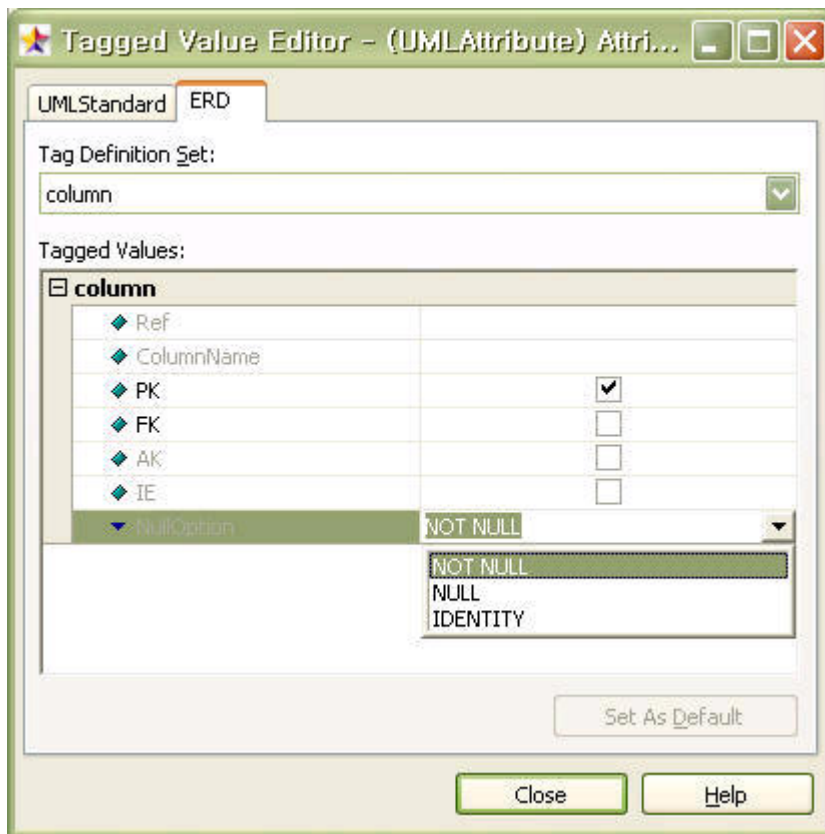 Tagged Value Editor - (UMLAttribute) Attri...
UMLStandard ERD
Tag Definition Set:
column
Tagged Values:
column
Ref
ColumnName
PK
FK
AK
IE
NullOption NOT NULL
NOT NULL
NULL
IDENTITY
Set As Default
Close Help